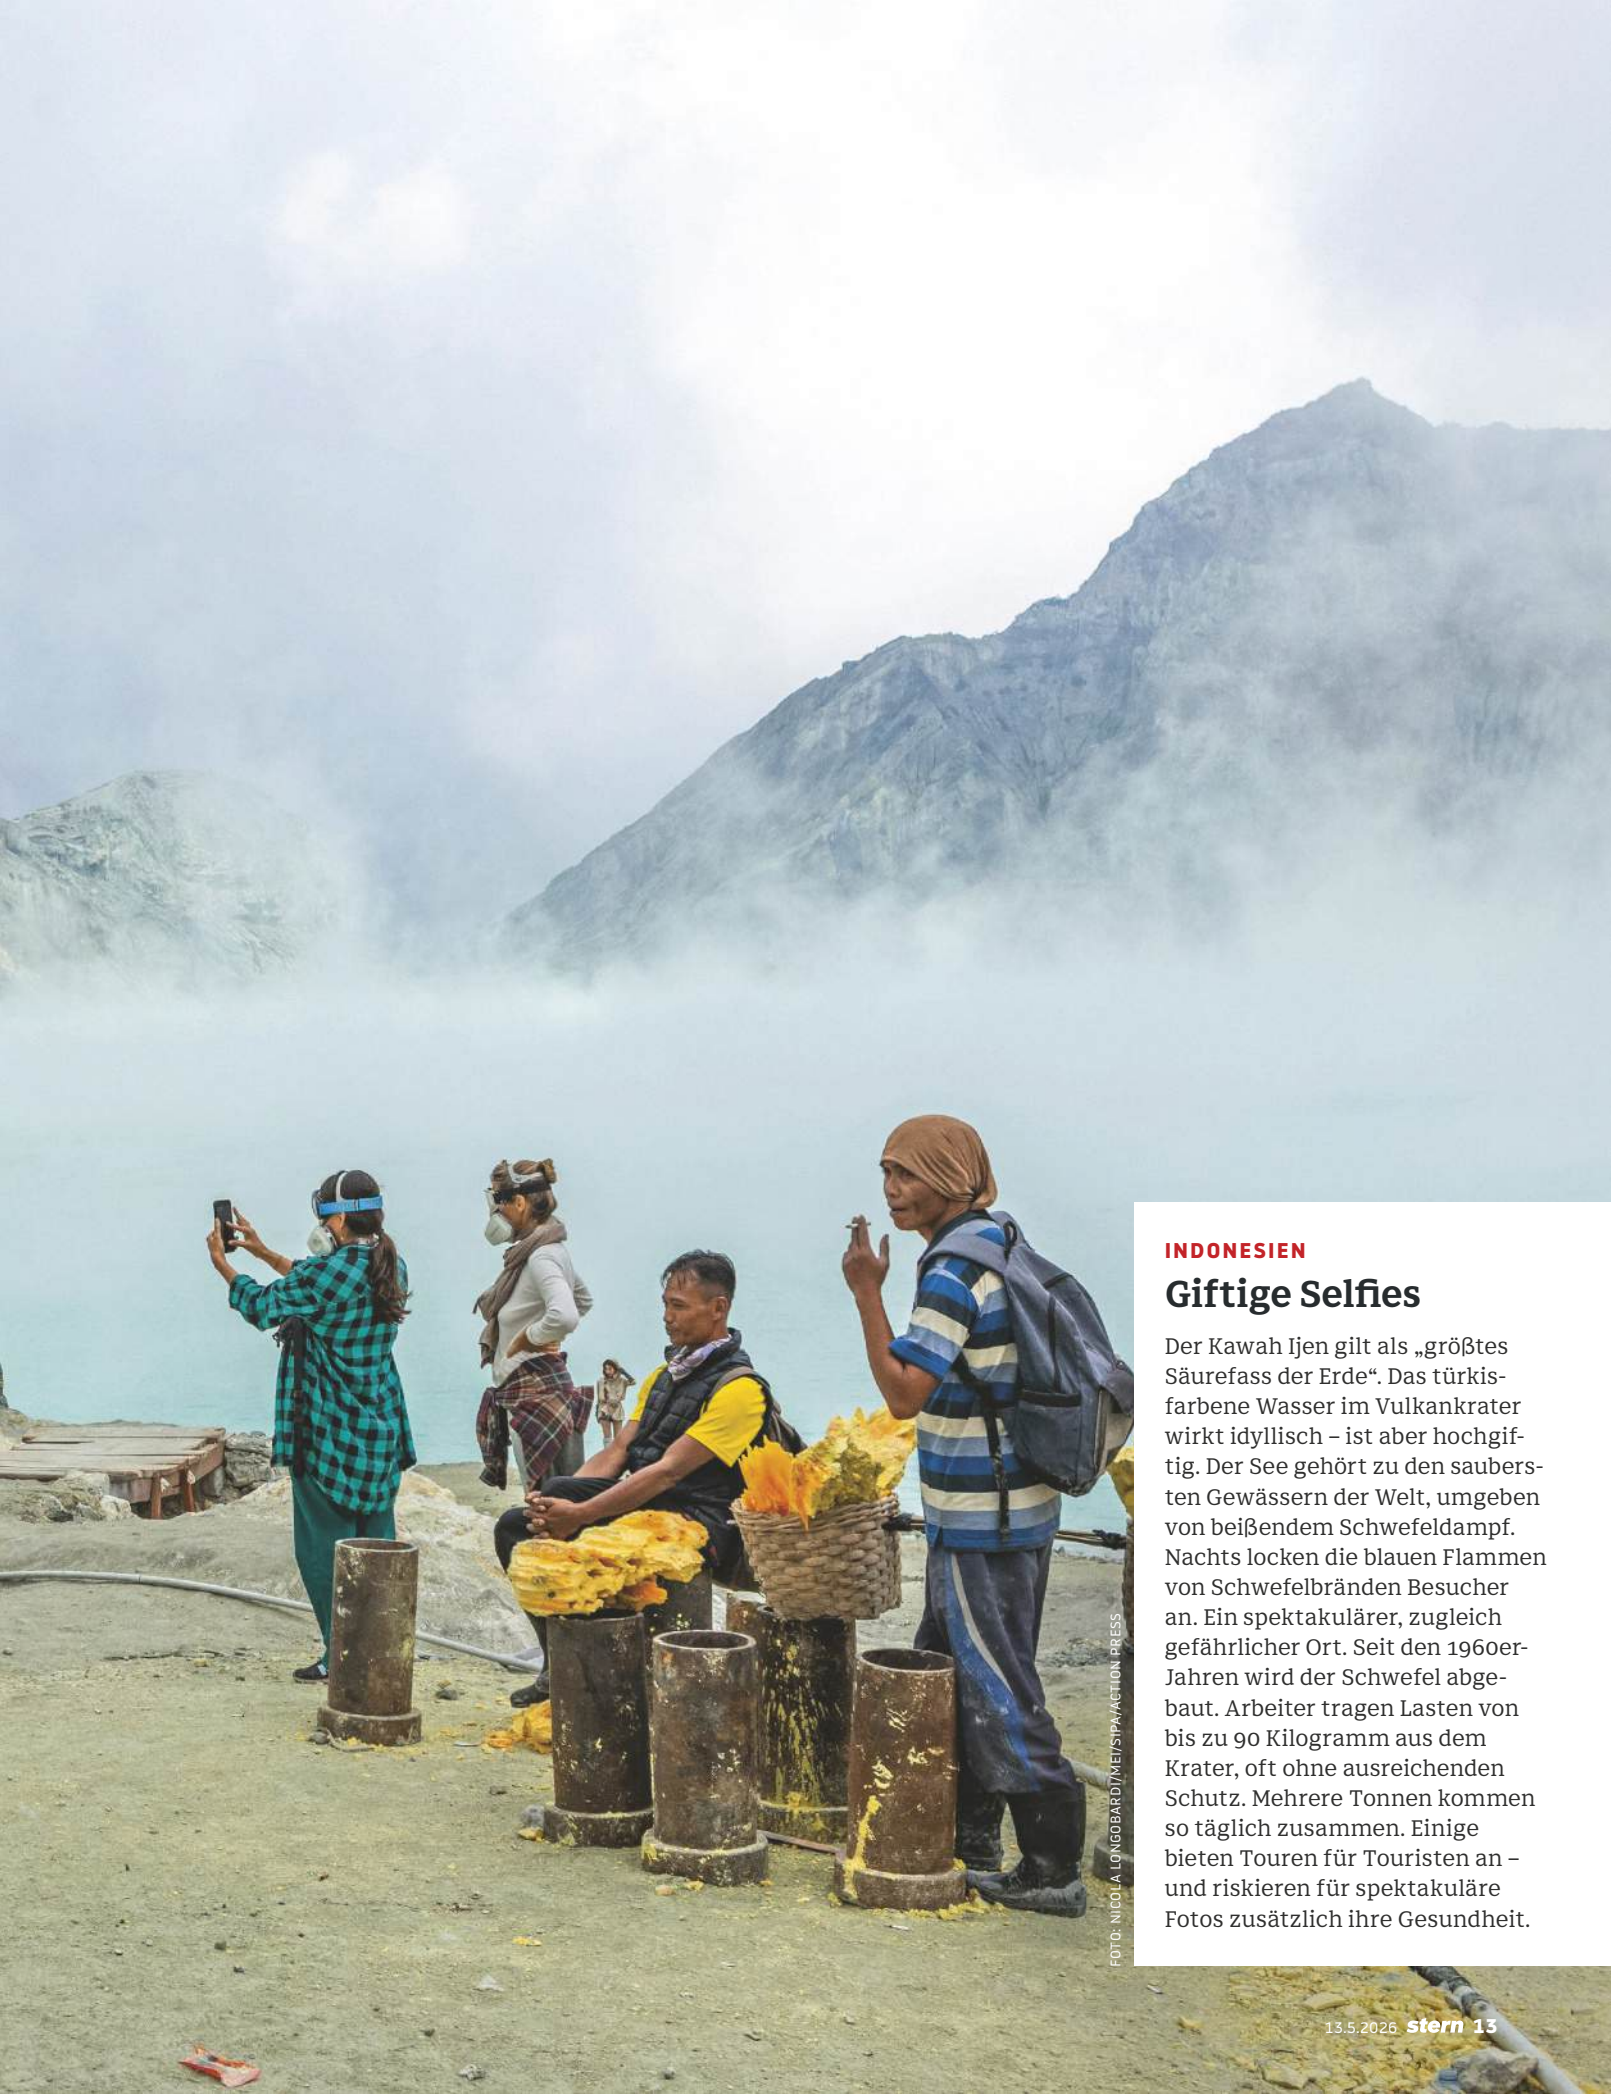 INDONESIEN
Giftige Selfies
Der Kawah Ijen gilt als „größtes
Säurefass der Erde“. Das türkis-
farbene Wasser im Vulkankrater
wirkt idyllisch – ist aber hochgif-
tig. Der See gehört zu den saubers-
ten Gewässern der Welt, umgeben
von beißendem Schwefeldampf.
Nachts locken die blauen Flammen
von Schwefelbränden Besucher
an. Ein spektakulärer, zugleich
gefährlicher Ort. Seit den 1960er-
Jahren wird der Schwefel abge-
baut. Arbeiter tragen Lasten von
bis zu 90 Kilogramm aus dem
Krater, oft ohne ausreichenden
Schutz. Mehrere Tonnen kommen
so täglich zusammen. Einige
bieten Touren für Touristen an –
und riskieren für spektakuläre
Fotos zusätzlich ihre Gesundheit.
FOTO: NICOLA LONGOBARDI/MEI/SIPA/ACTION PRESS
13.5.2026 stern 13